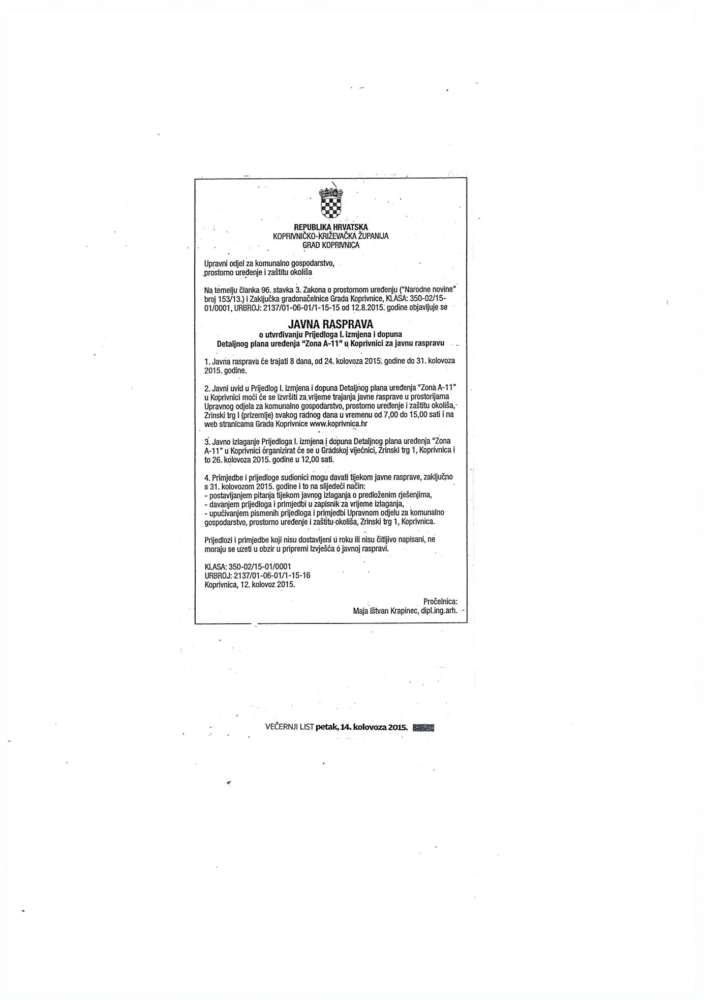 REPUBLIKA HRVATSKA
KOPRIVNIČKO-KRIŽEVAČKA ŽUPANIJA
GRAD KOPRIVNICA
Upravni odjel za komunalno gospodarstvo,
prostorno uređenje i zaštitu okoliša
Na temelju članka 96. stavka 3. Zakona o prostornom uređenju (“Narodne novine”
broj 153/13.) i Zaključka gradonačelnice Grada Koprivnice, KLASA: 350-02/15-
01/0001, URBROJ: 2137/01-06-01/1-15-15 od 12.8.2015. godine objavljuje se
JAVNA RASPRAVA
o utvrđivanju Prijedloga I. izmjena i dopuna
Detaljnog plana uređenja “Zona A-11” u Koprivnici za javnu raspravu
1. Javna rasprava će trajati 8 dana, od 24. kolovoza 2015. godine do 31. kolovoza
2015. godine.
2. Javni uvid u Prijedlog I. izmjena i dopuna Detaljnog plana uređenja “Zona A-11”
u Koprivnici moći će se izvršiti za vrijeme trajanja javne rasprave u prostorijama
Upravnog odjela za komunalno gospodarstvo, prostorno uređenje i zaštitu okoliša,
Zrinski trg I (prizemlje) svakog radnog dana u vremenu od 7,00 do 15,00 sati i na
web stranicama Grada Koprivnice www.koprivnica.hr
3. Javno izlaganje Prijedloga I. izmjena i dopuna Detaljnog plana uređenja “Zona
A-11” u Koprivnici organizirat će se u Gradskoj vijećnici, Zrinski trg 1, Koprivnica i
to 26. kolovoza 2015. godine u 12,00 sati.
4. Primjedbe i prijedloge sudionici mogu davati tijekom javne rasprave, zaključno
s 31. kolovozom 2015. godine i to na slijedeći način:
- postavljanjem pitanja tijekom javnog izlaganja o predloženim rješenjima,
- davanjem prijedloga i primjedbi u zapisnik za vrijeme izlaganja,
- upućivanjem pismenih prijedloga i primjedbi Upravnom odjelu za komunalno
gospodarstvo, prostorno uređenje i zaštitu okoliša, Zrinski trg 1, Koprivnica.
Prijedlozi i primjedbe koji nisu dostavljeni u roku ili nisu čitljivo napisani, ne
moraju se uzeti u obzir u pripremi Izvješća o javnoj raspravi.
KLASA: 350-02/15-01/0001
URBROJ: 2137/01-06-01/1-15-16
Koprivnica, 12. kolovoz 2015.
Pročelnica:
Maja Ištvan Krapinec, dipl.ing.arh.
VEČERNJI LIST petak, 14. kolovoza 2015.